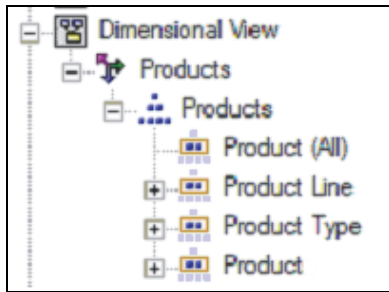 Dimensional View
Products
Products
Product (All)
Product Line
Product Type
Product